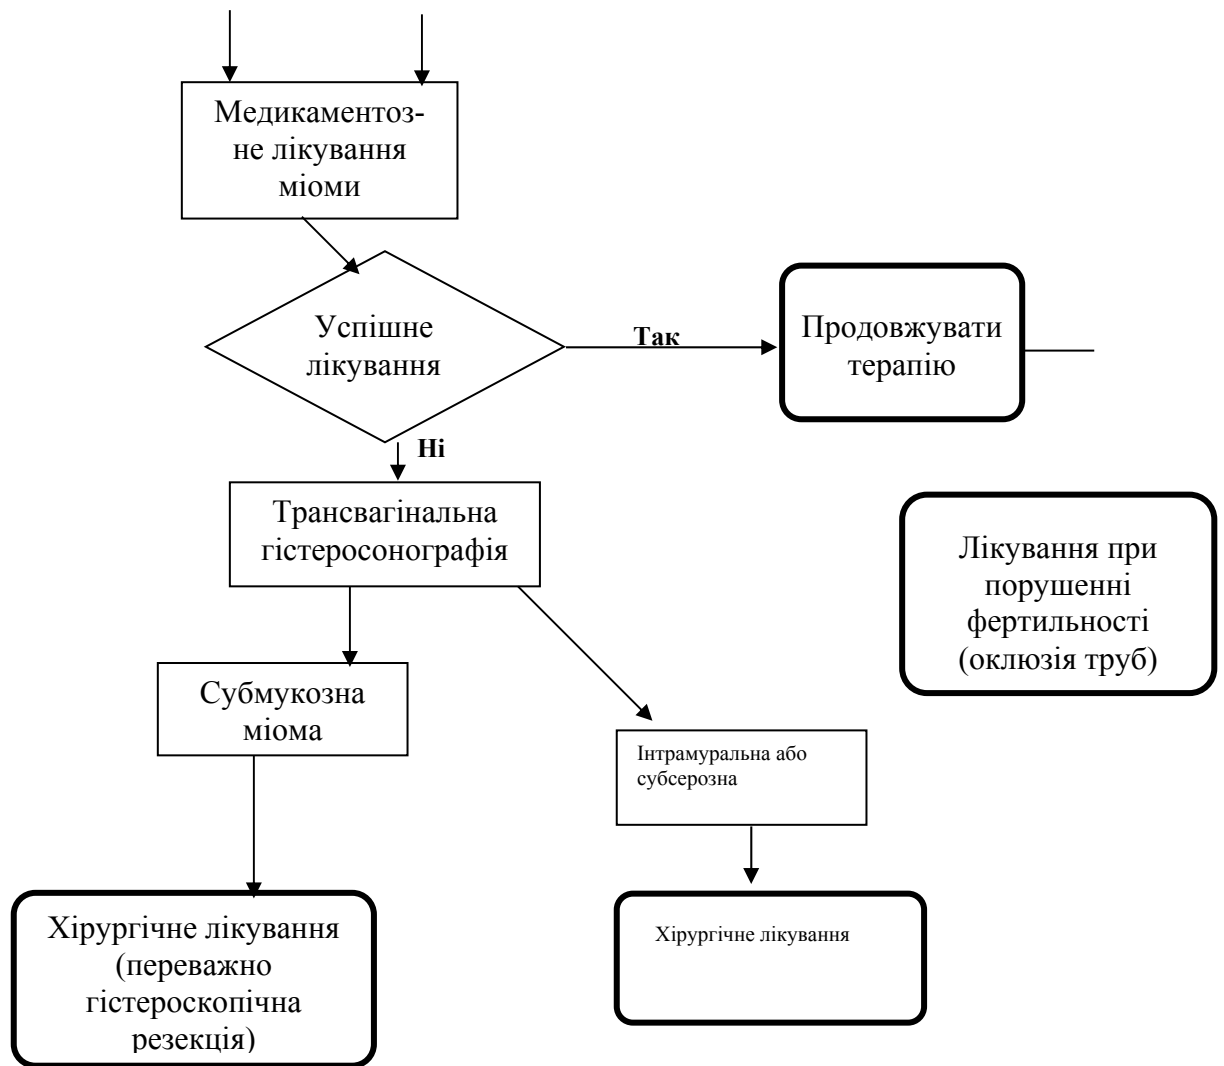 Медикаментоз-
не лікування
міоми
Успішне
лікування
Так
Продовжувати
терапію
Ні
Трансвагінальна
гістеросонографія
Лікування при
порушенні
фертильності
(оклюзія труб)
Субмукозна
міома
Інтрамуральна або
субсерозна
Хірургічне лікування
(переважно
гістероскопічна
резекція)
Хірургічне лікування